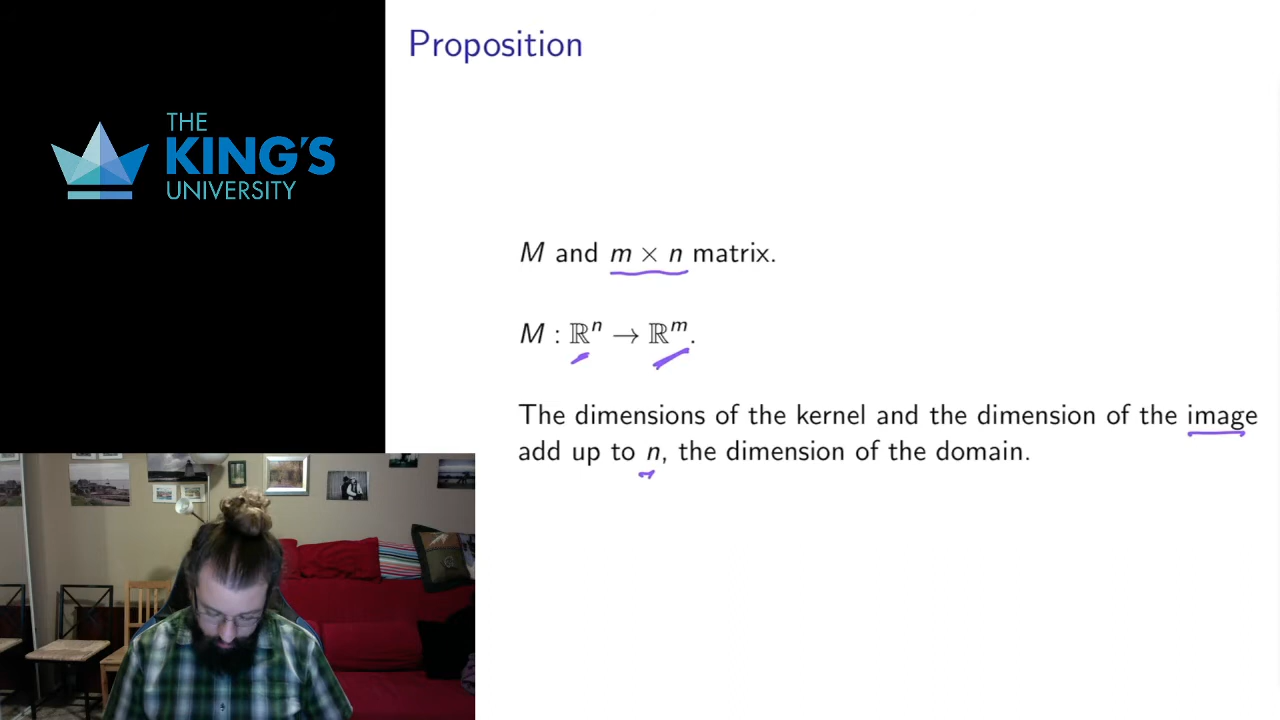 THE
KING'S
UNIVERSITY
Proposition
M and m × n matrix.
M : ℝⁿ → ℝᵐ.
The dimensions of the kernel and the dimension of the image
add up to n, the dimension of the domain.